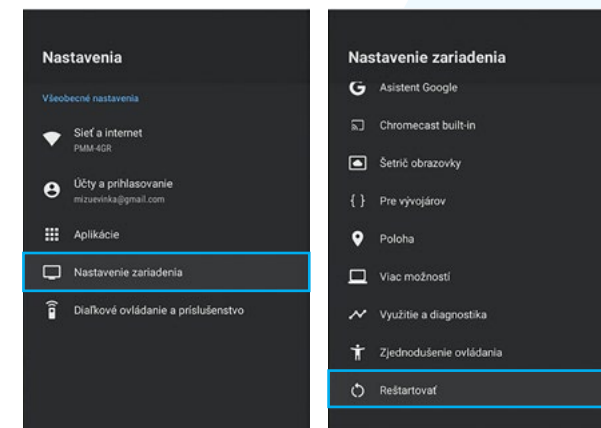 Nastavenia
Všeobecné nastavenia
Sieť a internet
PMM-4GR
Účty a prihlasovanie
mizuevinka@gmail.com
Aplikácie
Nastavenie zariadenia
Diaľkové ovládanie a príslušenstvo
Nastavenie zariadenia
Asistent Google
Chromecast built-in
Šetrič obrazovky
Pre vývojárov
Poloha
Viac možností
Využitie a diagnostika
Zjednodušenie ovládania
Reštartovať